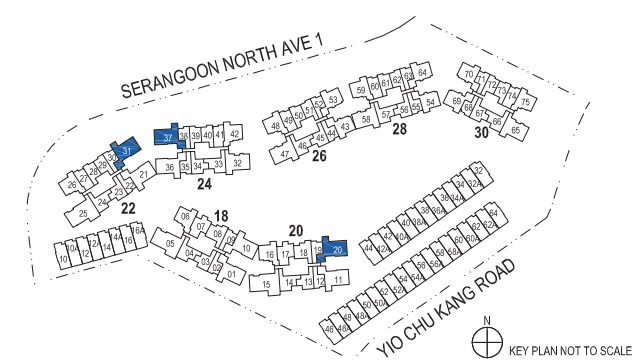 SERANGOON NORTH AVE 1
26 27 28 29 30 31
25 24 23 22 21
22
37 38 39 40 41 42
36 35 34 33 32
24
48 49 50 51 52 53
47 46 45 44 43
26
59 60 61 62 63 64
58 57 56 55 54
28
70 71 72 73 74 75
69 68 67 66 65
30
10 10A 12 12A 14 14A 16 16A
18
06 07 08 09 10
05 04 03 02 01
20
16 17 18 19 20
15 14 13 12 11
44 42 40 38 36 34 32
44A 42A 40A 38A 36A 34A 32A
46 48 50 52 54 56 58 60 62 64
46A 48A 50A 52A 54A 56A 58A 60A 62A
YIO CHU KANG ROAD
N
KEY PLAN NOT TO SCALE